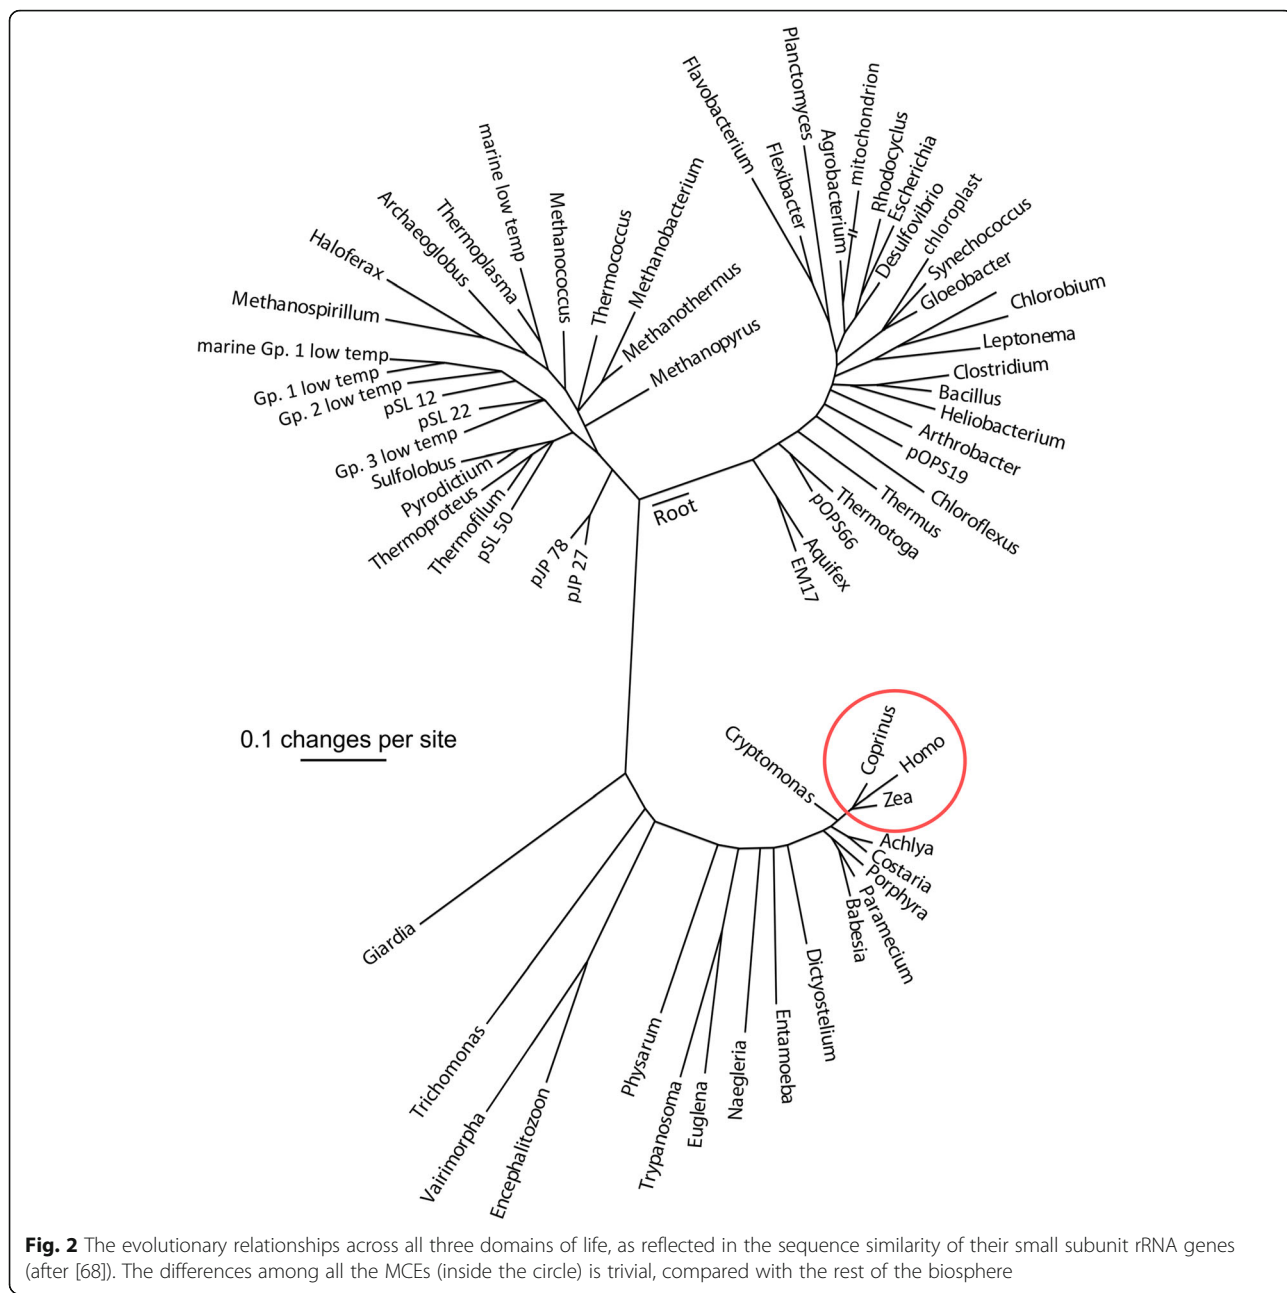 Planctomyces
Flavobacterium
mitochondrion
Agrobacterium
Rhodocyclus
Flexibacter
Escherichia
Desulfovibrio
chloroplast
Synechococcus
Gloeobacter
Chlorobium
Leptonema
Clostridium
Bacillus
Heliobacterium
Arthrobacter
pOPS19
Chloroflexus
Thermus
Thermotoga
pOPS66
Aquifex
EM17
marine low temp
Methanobacterium
Methanococcus
Thermococcus
Thermoplasma
Archaeoglobus
Haloferax
Methanothermus
Methanopyrus
Methanospirillum
marine Gp. 1 low temp
Gp. 1 low temp
Gp. 2 low temp
pSL 12
pSL 22
Gp. 3 low temp
Sulfolobus
Pyrodictium
Thermoproteus
Thermofilum
pSL 50
pJP 78
pJP 27
Root
0.1 changes per site
Cryptomonas
Coprinus
Homo
Zea
Achlya
Costaria
Porphyra
Paramecium
Babesia
Dictyostelium
Entamoeba
Naegleria
Euglena
Trypanosoma
Physarum
Encephalitozoon
Vairimorpha
Trichomonas
Giardia
Fig. 2 The evolutionary relationships across all three domains of life, as reflected in the sequence similarity of their small subunit rRNA genes
(after [68]). The differences among all the MCEs (inside the circle) is trivial, compared with the rest of the biosphere